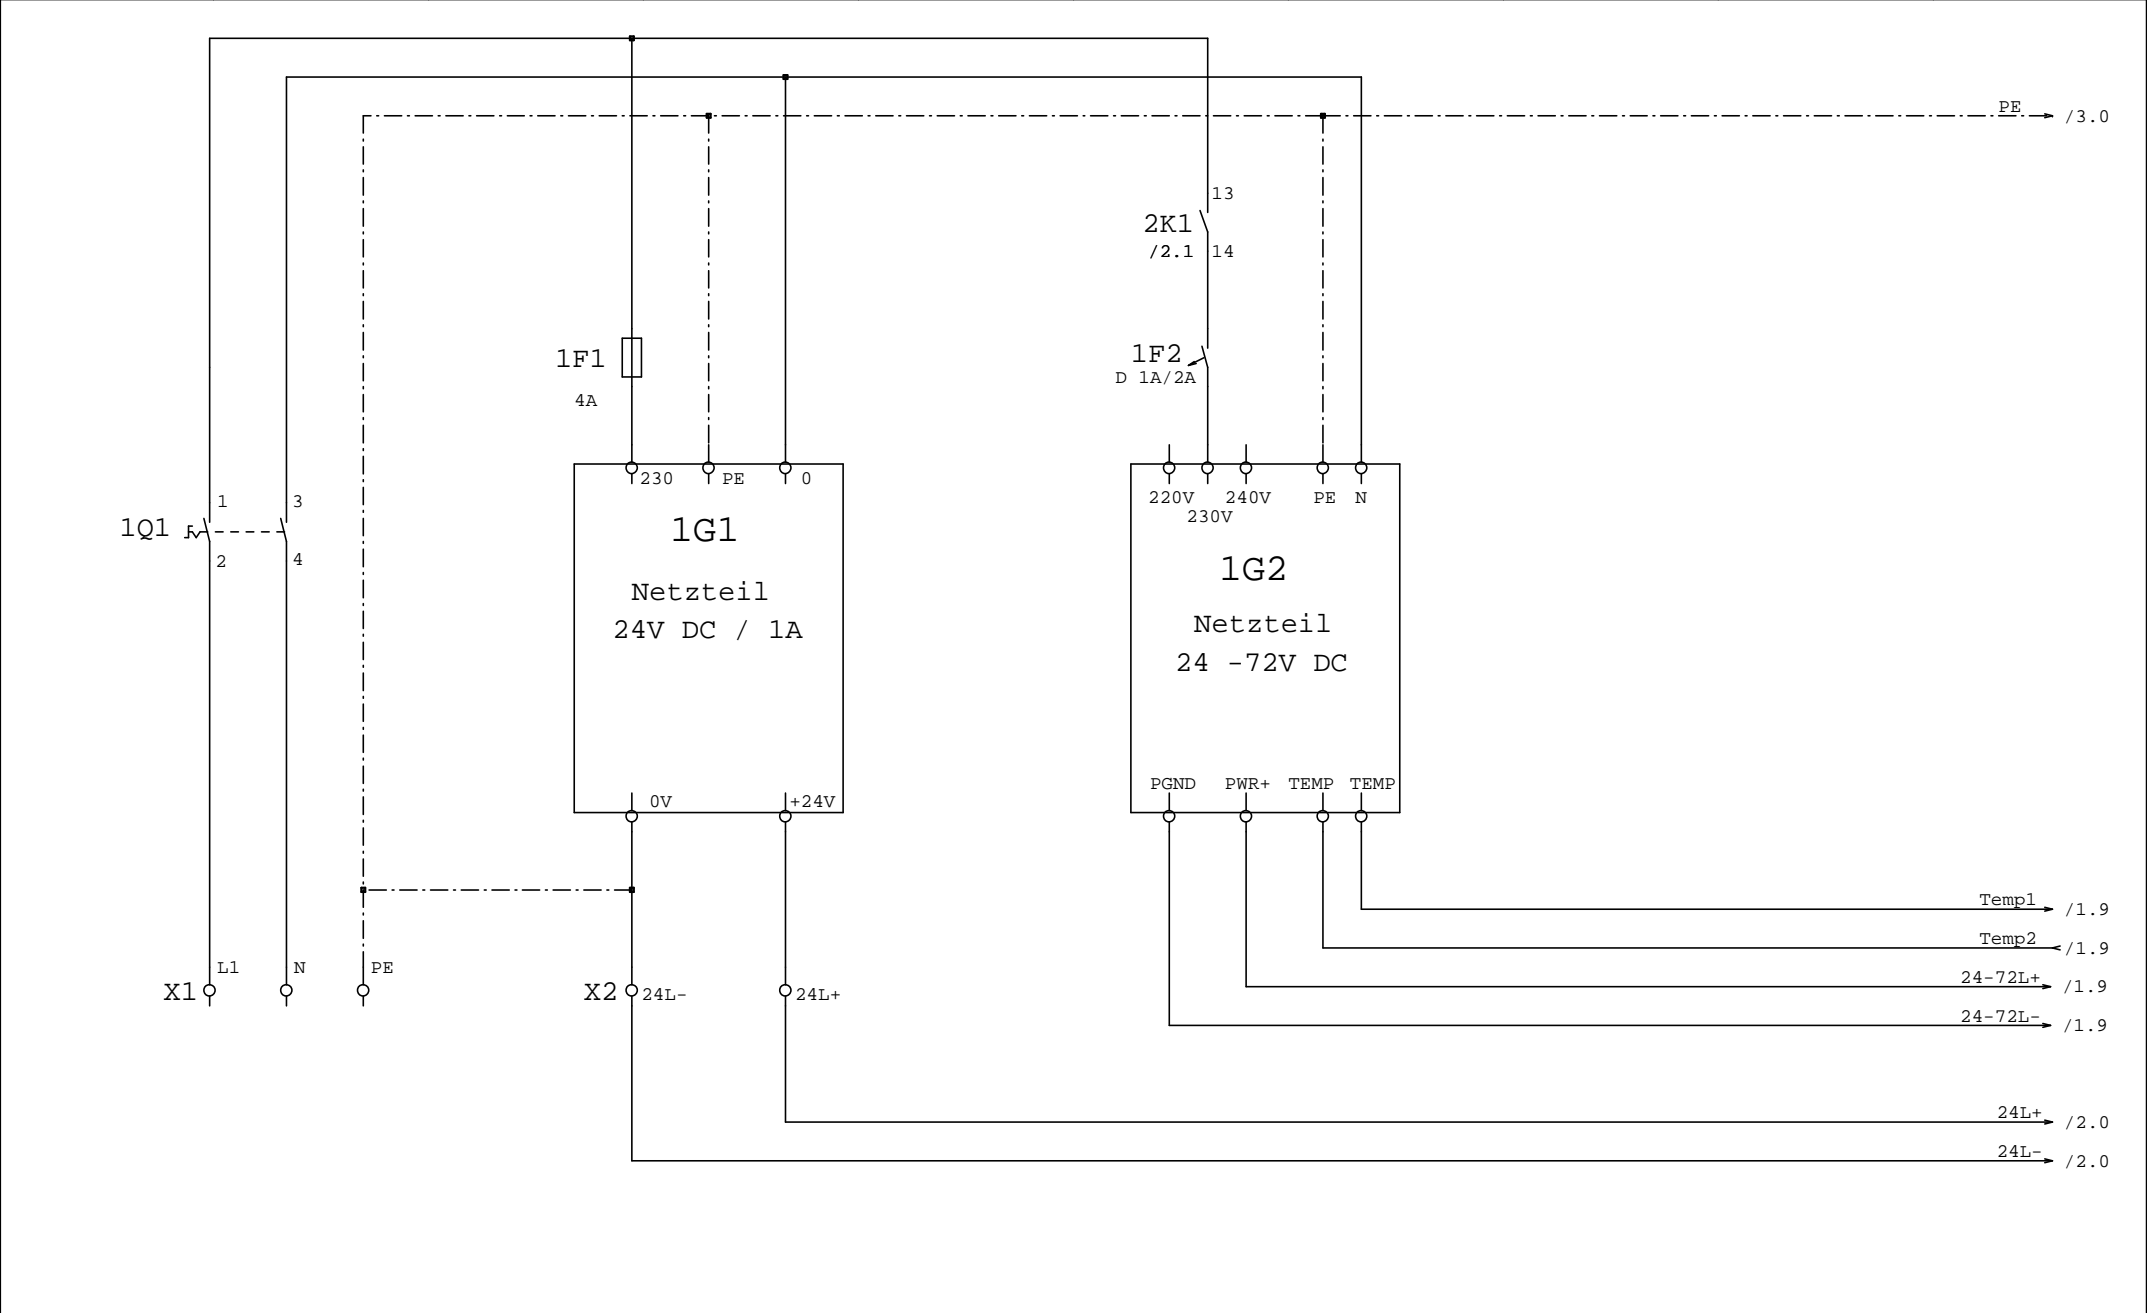 PE
/3.0
13
2K1
/2.1 14
1F1
4A
1F2
D 1A/2A
230 PE 0
220V 240V PE N
230V
1 3
1Q1
2 4
1G1
Netzteil
24V DC / 1A
1G2
Netzteil
24 -72V DC
0V +24V
PGND PWR+ TEMP TEMP
Temp1
/1.9
Temp2
/1.9
24-72L+
/1.9
24-72L-
/1.9
L1 N PE
X1
X2 24L- 24L+
24L+
/2.0
24L-
/2.0